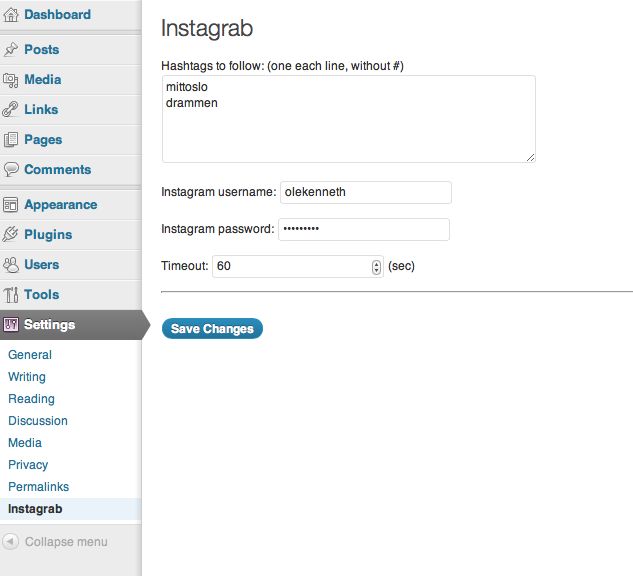 Dashboard
Posts
Media
Links
Pages
Comments
Appearance
Plugins
Users
Tools
Settings
General
Writing
Reading
Discussion
Media
Privacy
Permalinks
Instagrab
Collapse menu
Instagrab
Hashtags to follow: (one each line, without #)
mittoslo
drammen
Instagram username: olekenneth
Instagram password: •••••••••
Timeout: 60 (sec)
Save Changes